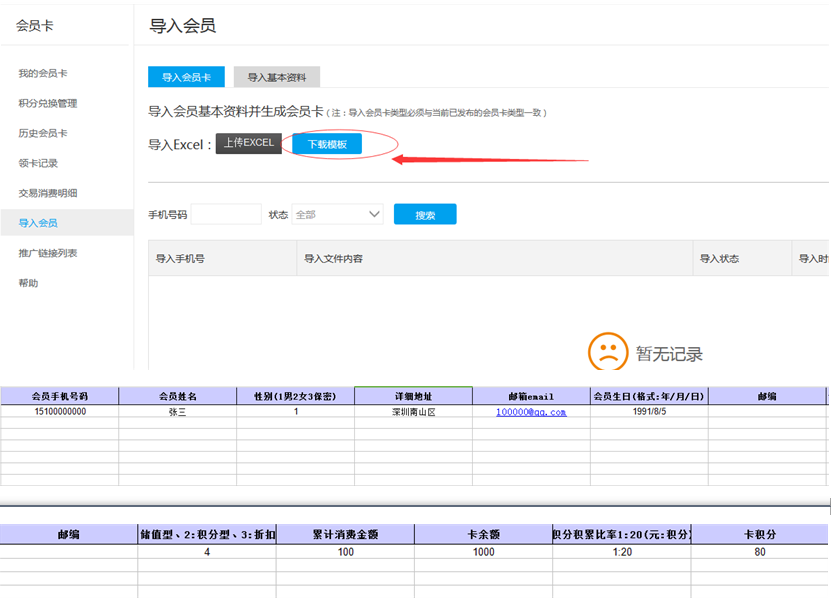 会员卡
导入会员
我的会员卡
积分兑换管理
历史会员卡
领卡记录
交易消费明细
导入会员
推广链接列表
帮助
导入会员卡 导入基本资料
导入会员基本资料并生成会员卡（注：导入会员卡类型必须与当前已发布的会员卡类型一致）
导入Excel： 上传EXCEL 下载模板
手机号码 状态 全部 搜索
导入手机号 导入文件内容 导入状态 导入时
暂无记录
会员手机号码 会员姓名 性别(1男2女3保密) 详细地址 邮箱email 会员生日(格式:年/月/日) 邮编
15100000000 张三 1 深圳南山区 100000@qq.com 1991/8/5
邮编 储值型、2:积分型、3:折扣 累计消费金额 卡余额 积分积累比率1:20(元:积分) 卡积分
4 100 1000 1:20 80